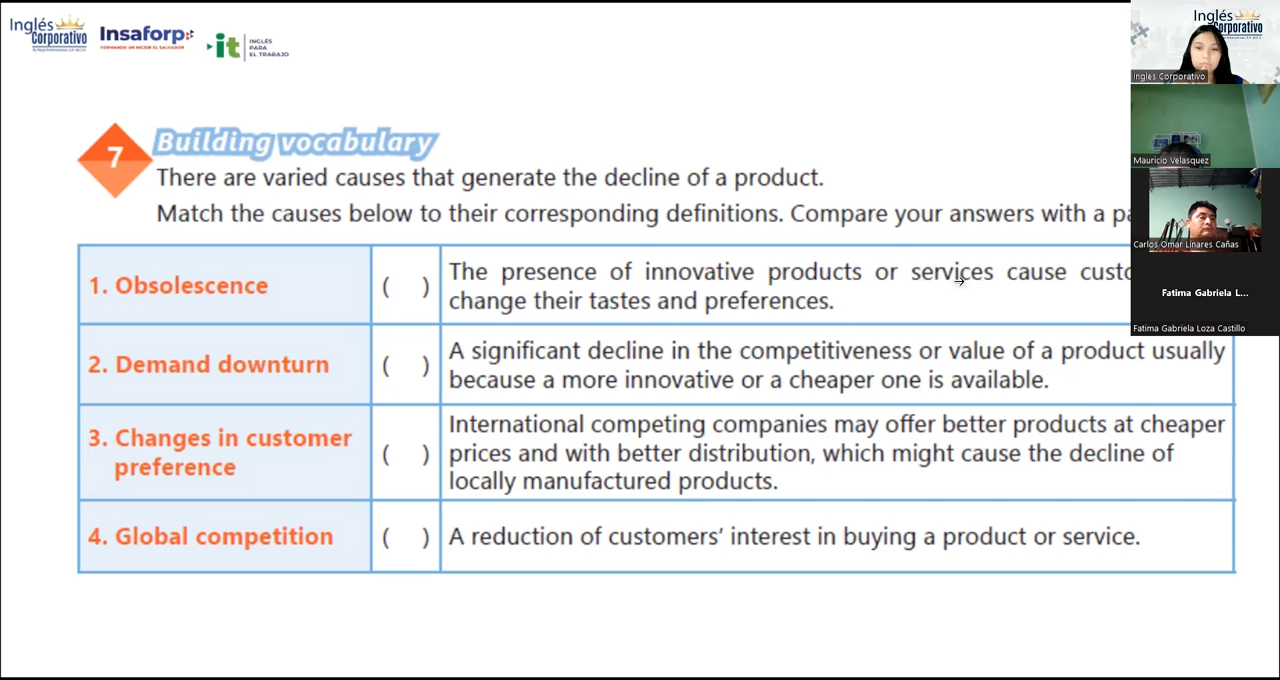 Inglés
Corporativo
Insaforp
FORMANDO UN MEJOR EL SALVADOR
it
INGLÉS
PARA
EL TRABAJO
Inglés
Corporativo
Ingles Corporativo
Mauricio Velasquez
Carlos Omar Linares Cañas
Fatima Gabriela L...
Fatima Gabriela Loza Castillo
7
Building vocabulary
There are varied causes that generate the decline of a product.
Match the causes below to their corresponding definitions. Compare your answers with a pa
1. Obsolescence
( )
The presence of innovative products or services cause custo
change their tastes and preferences.
2. Demand downturn
( )
A significant decline in the competitiveness or value of a product usually
because a more innovative or a cheaper one is available.
3. Changes in customer
preference
( )
International competing companies may offer better products at cheaper
prices and with better distribution, which might cause the decline of
locally manufactured products.
4. Global competition
( )
A reduction of customers’ interest in buying a product or service.